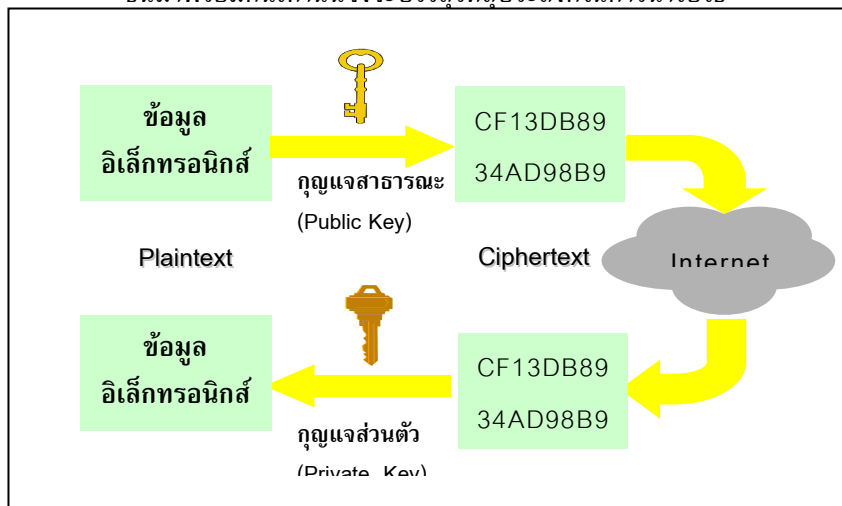 ข้อมูล
อิเล็กทรอนิกส์
กุญแจสาธารณะ
(Public Key)
CF13DB89
34AD98B9
Plaintext
Ciphertext
Internet
ข้อมูล
อิเล็กทรอนิกส์
กุญแจส่วนตัว
(Private Key)
CF13DB89
34AD98B9